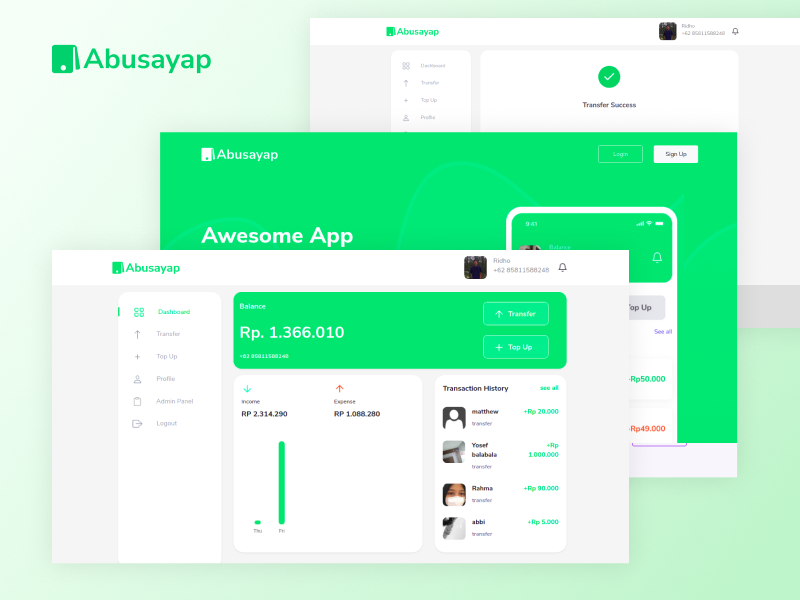 Abusayap
Abusayap
Ridho
+62 85811588248
Dashboard
Transfer
Top Up
Profile
Transfer Success
Abusayap
Login
Sign Up
Awesome App
9:41
Balance
Top Up
See all
-Rp50.000
-Rp49.000
Abusayap
Ridho
+62 85811588248
Dashboard
Transfer
Top Up
Profile
Admin Panel
Logout
Balance
Rp. 1.366.010
+62 85811588248
Transfer
Top Up
Income
RP 2.314.290
Expense
RP 1.088.280
Thu
Fri
Transaction History
see all
matthew
+Rp 20.000
transfer
Yosef
balabala
+Rp
1.000.000
transfer
Rahma
+Rp 90.000
transfer
abbi
+Rp 5.000
transfer